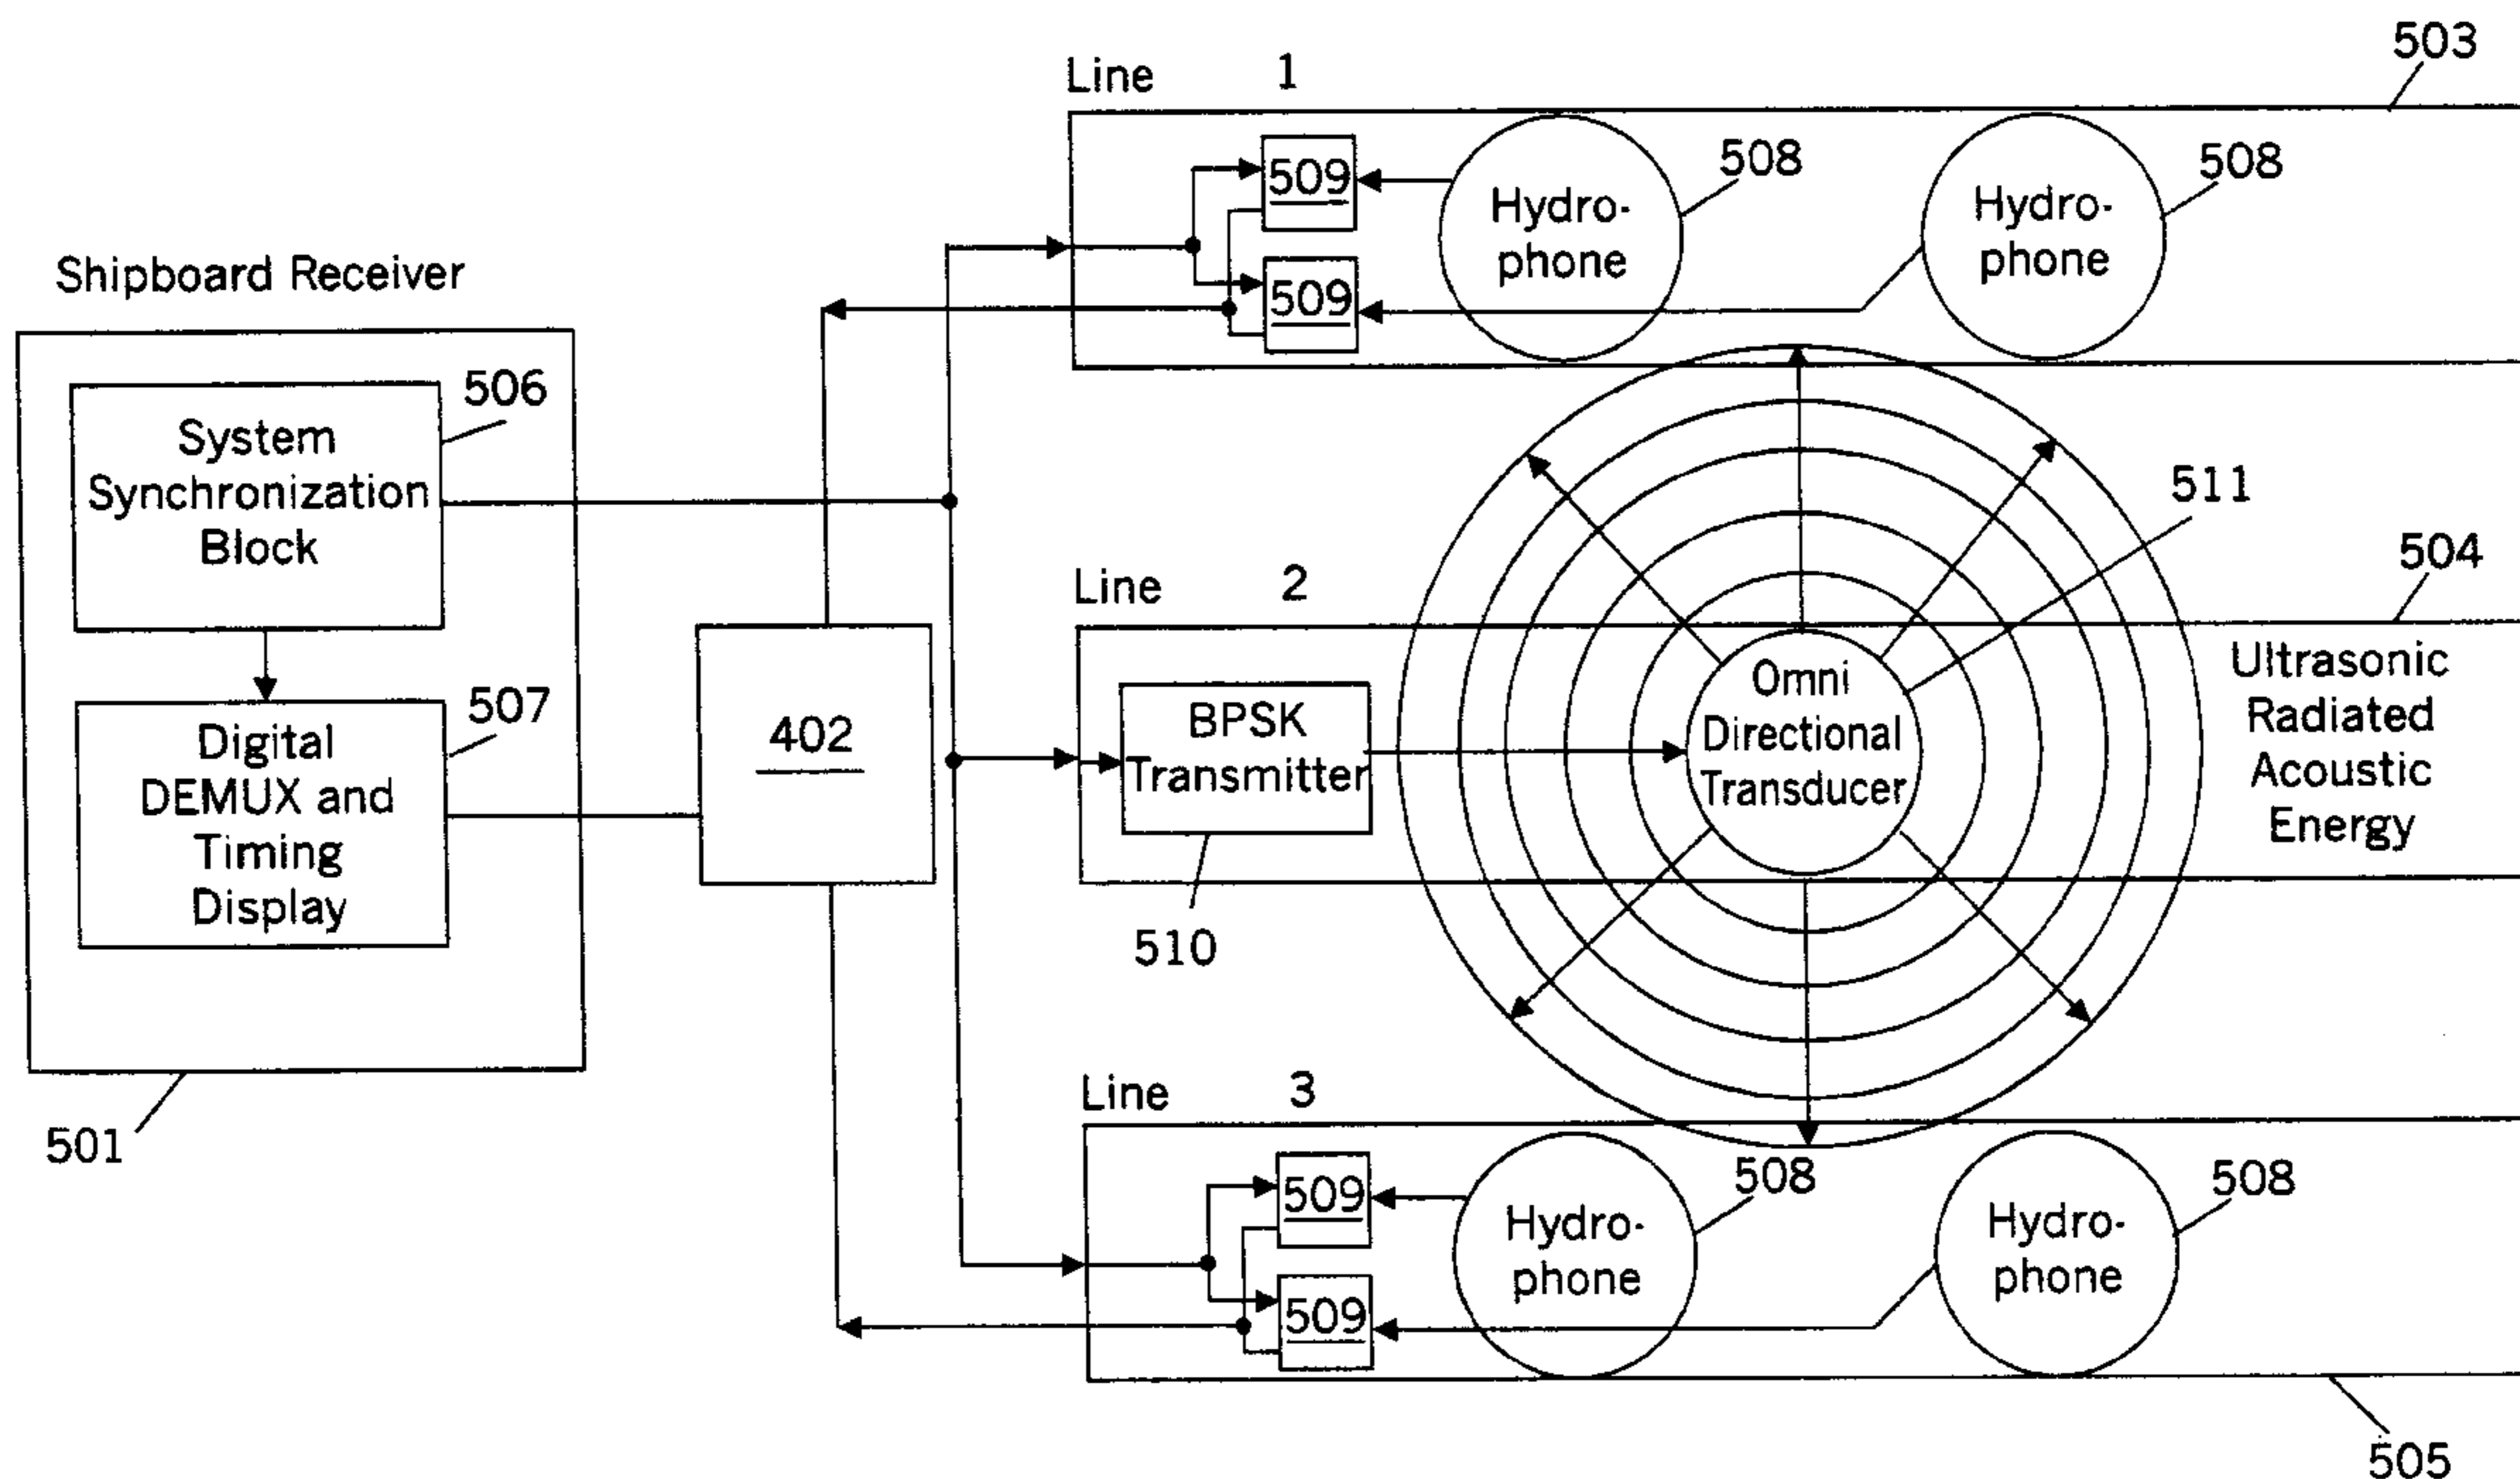 503
Line 1
509
Hydro-
phone
508
Hydro-
phone
508
509
Shipboard Receiver
506
System
Synchronization
Block
507
Digital
DEMUX and
Timing
Display
501
402
511
504
Line 2
BPSK
Transmitter
510
Omni
Directional
Transducer
Ultrasonic
Radiated
Acoustic
Energy
Line 3
509
Hydro-
phone
508
Hydro-
phone
508
509
505